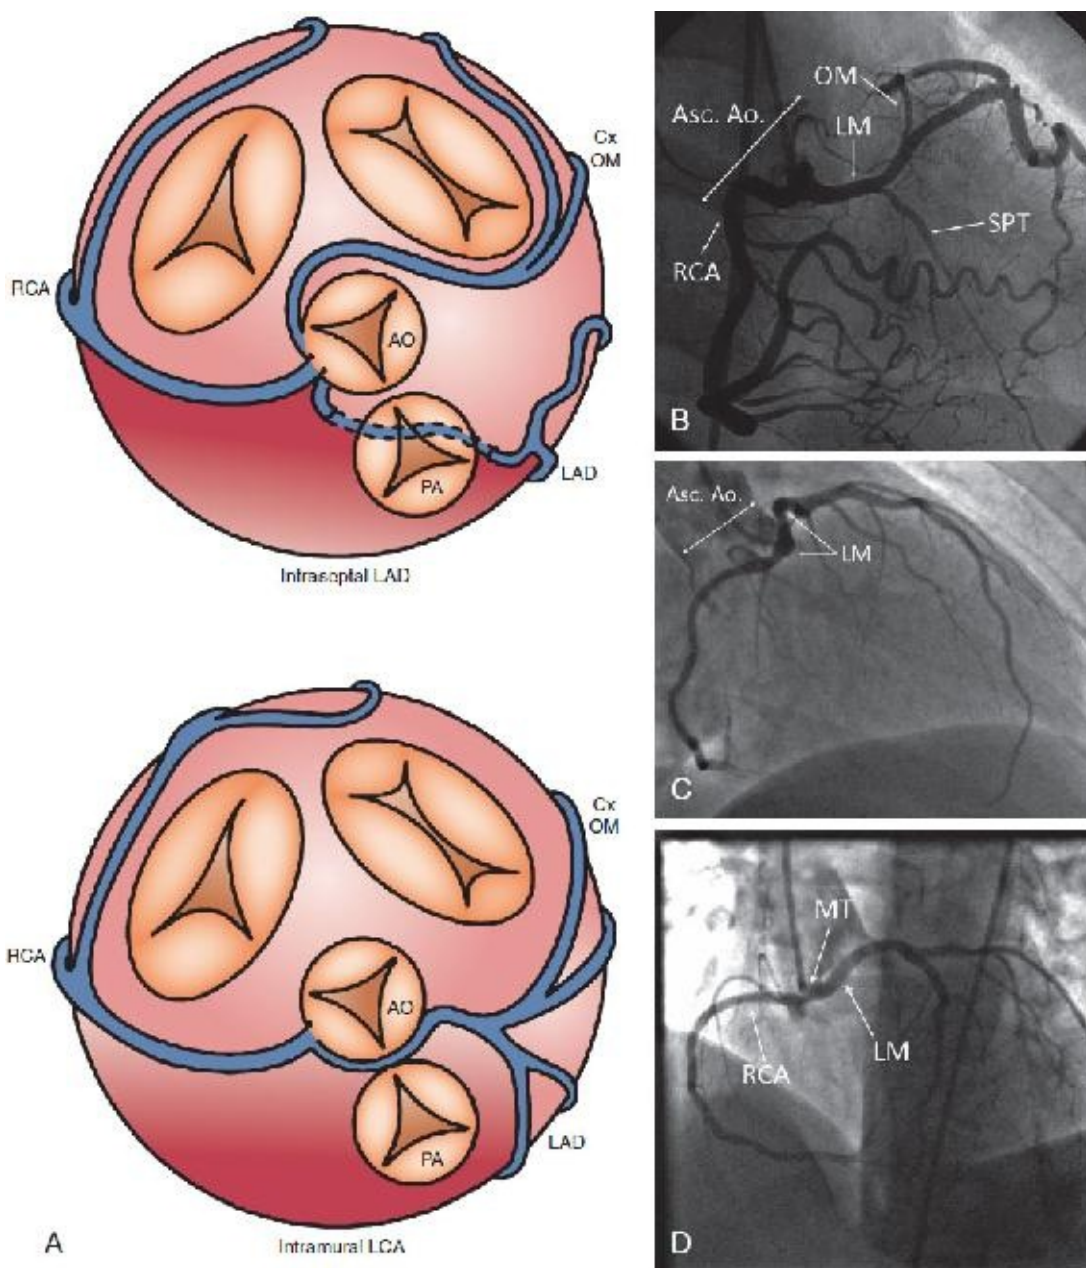 Cx
OM
RCA
AO
PA
LAD
Intraseptal LAD
Cx
OM
RCA
AO
PA
LAD
A
Intramural LCA
OM
Asc. Ao.
LM
SPT
RCA
B
Asc. Ao.
LM
C
MT
LM
RCA
D